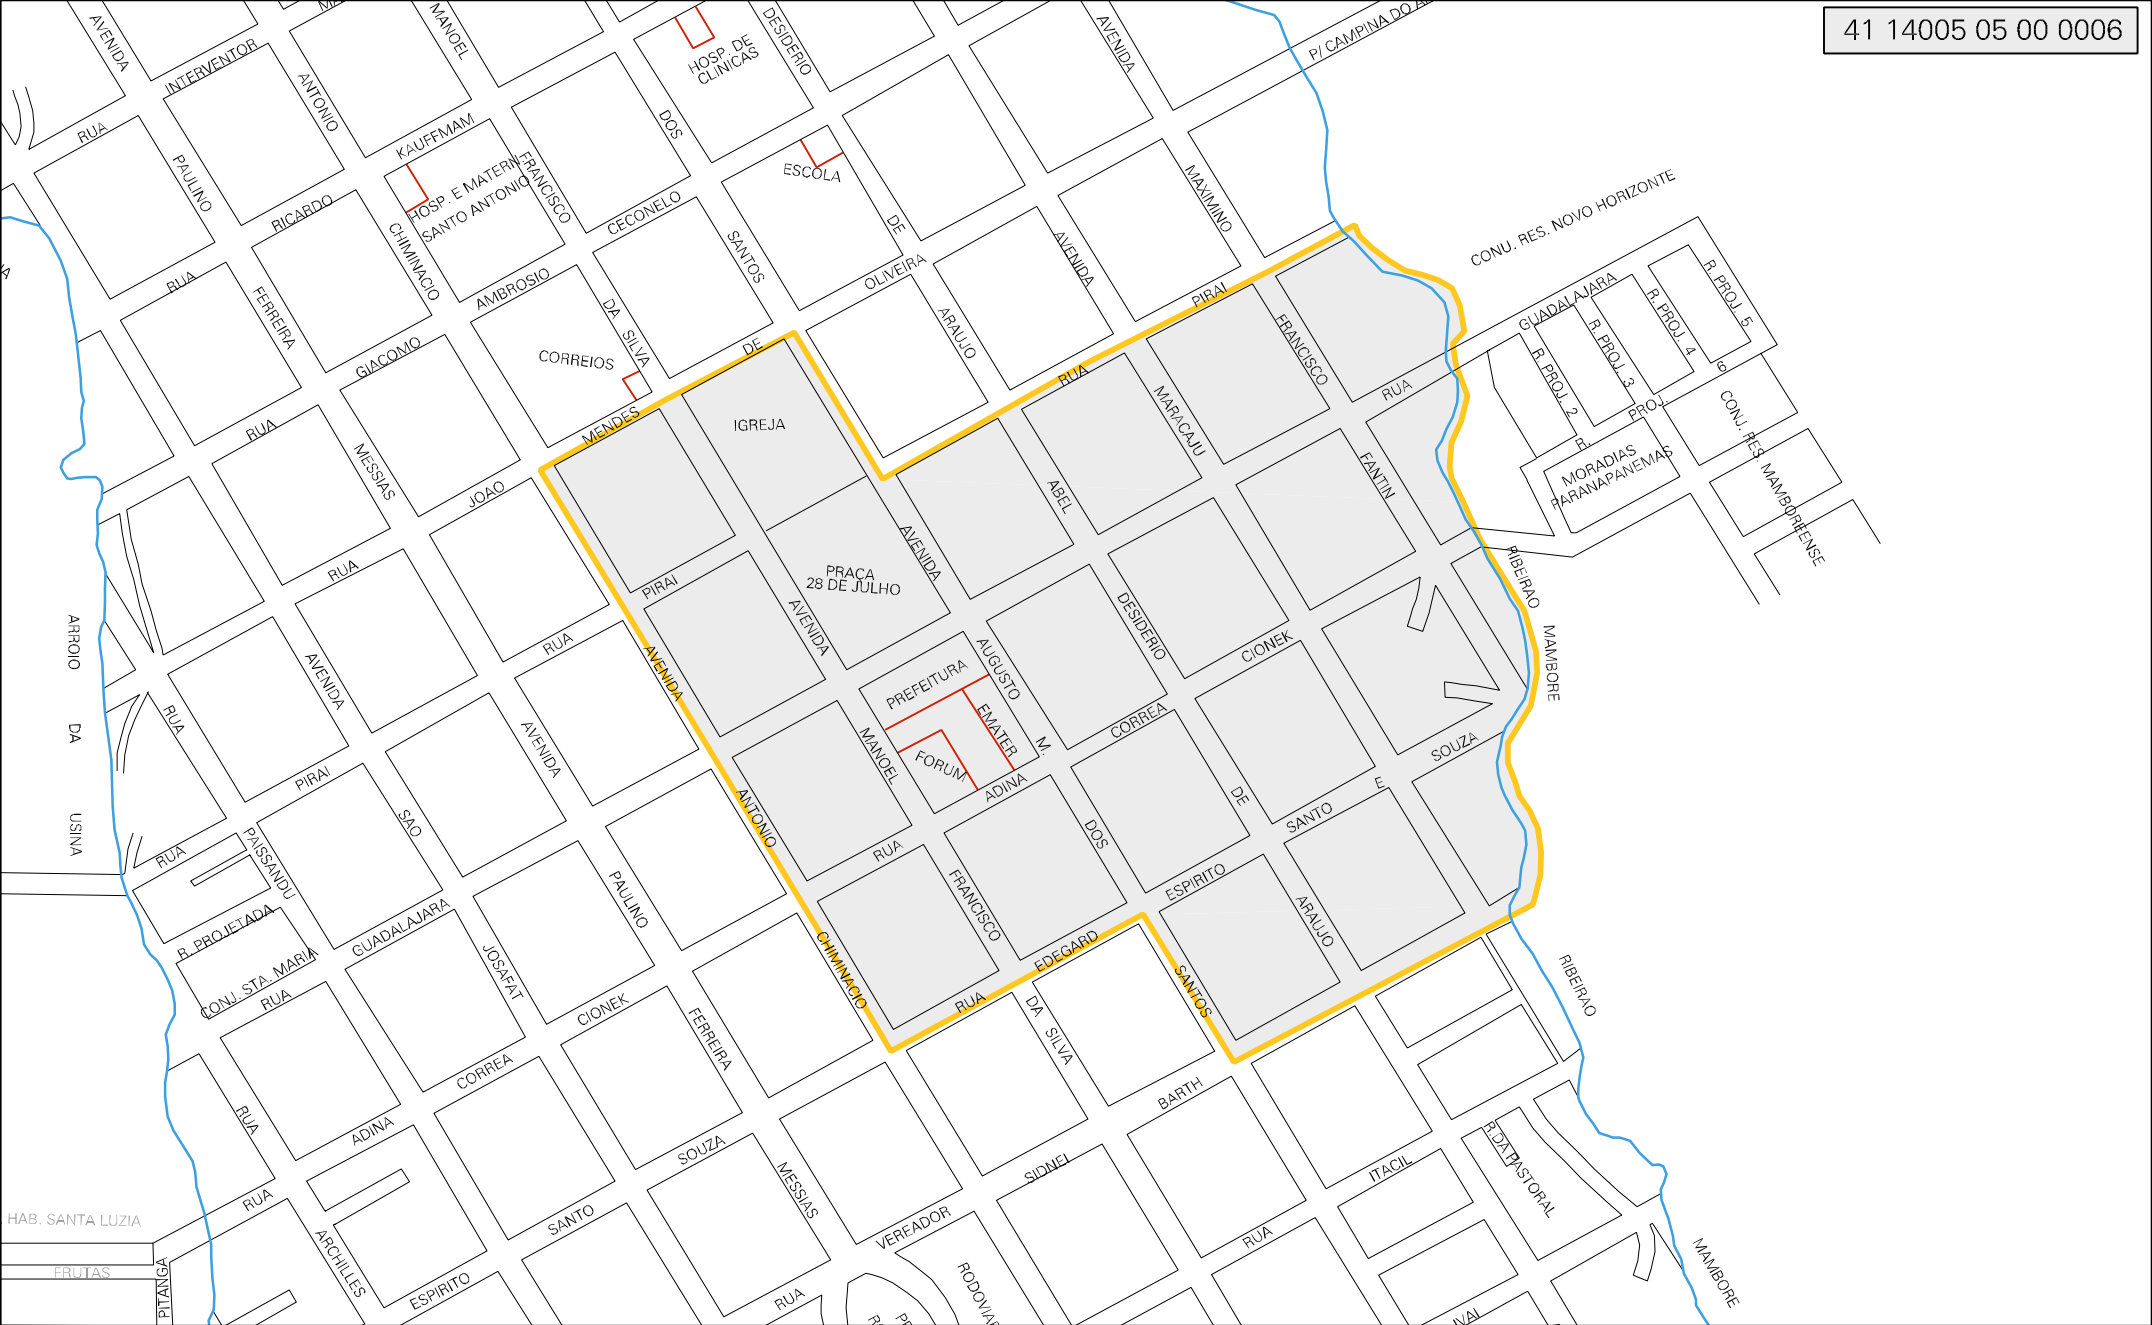 41 14005 05 00 0006
P/ CAMPINA DO
AVENIDA
INTERVENTOR
MANOEL
HOSP. DE
CLINICAS
DESIDERIO
AVENIDA
RUA
ANTONIO
KAUFFMAM
DOS
PAULINO
HOSP. E MATERN.
SANTO ANTONIO
FRANCISCO
ESCOLA
MAXIMINO
CONU. RES. NOVO HORIZONTE
RICARDO
CHIMINACIO
CECONELO
SANTOS
DE
AVENIDA
RUA
FERREIRA
AMBROSIO
DA SILVA
OLIVEIRA
ARAUJO
PIRAI
FRANCISCO
GUADALAJARA
R. PROJ. 5
R. PROJ. 4
R. PROJ. 3
R. PROJ. 2
R. PROJ. 6
GIACOMO
CORREIOS
DE
RUA
RUA
RUA
MESSIAS
MENDES
IGREJA
MARACAJU
FANTIN
MORADIAS
PARANAPANEMAS
CONJ. RES. MAMBOREENSE
JOAO
ABEL
RUA
PIRAI
PRACA
28 DE JULHO
AVENIDA
RIBEIRAO
MAMBORE
ARROIO
DA
USINA
RUA
AVENIDA
AVENIDA
AVENIDA
PREFEITURA
AUGUSTO
M.
DESIDERIO
CIONEK
RUA
AVENIDA
MANOEL
EMATER
FORUM
CORREA
SOUZA
E
PIRAI
SAO
ANTONIO
ADINA
DOS
DE
SANTO
RUA
PAISSANDU
PAULINO
RUA
FRANCISCO
ESPIRITO
ARAUJO
R. PROJETADA
GUADALAJARA
JOSAFAT
CHIMINACIO
EDEGARD
SANTOS
CONJ. STA. MARIA
RUA
CIONEK
FERREIRA
RUA
DA SILVA
RIBEIRAO
RUA
ADINA
CORREA
SOUZA
BARTH
R.DA PASTORAL
HAB. SANTA LUZIA
RUA
SANTO
MESSIAS
SIDNEI
ITACIL
FRUTAS
PITANGA
ARCHILLES
ESPIRITO
VEREADOR
RUA
RUA
MAMBORE